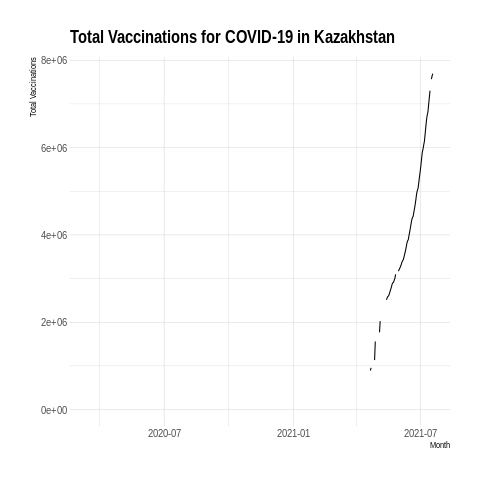 Total Vaccinations for COVID-19 in Kazakhstan
Total Vaccinations
8e+06
6e+06
4e+06
2e+06
0e+00
2020-07
2021-01
2021-07
Month